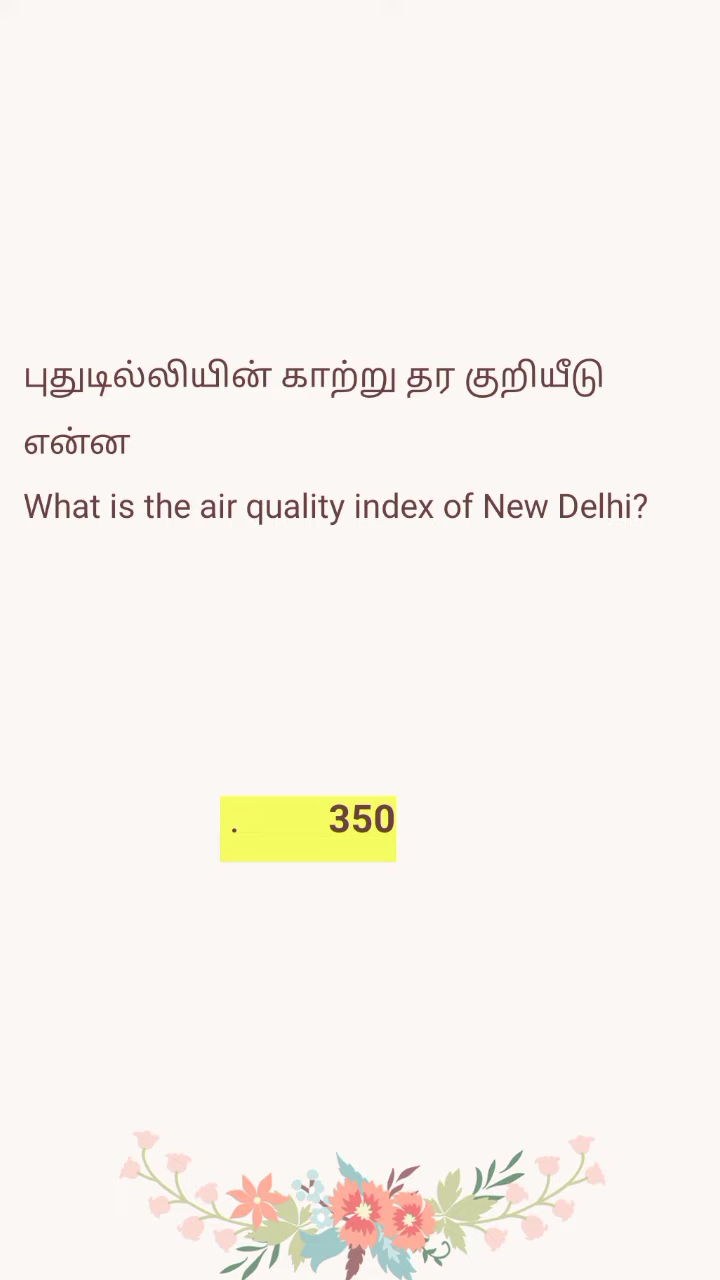 புதுடில்லியின் காற்று தர குறியீடு
என்ன
What is the air quality index of New Delhi?
. 350